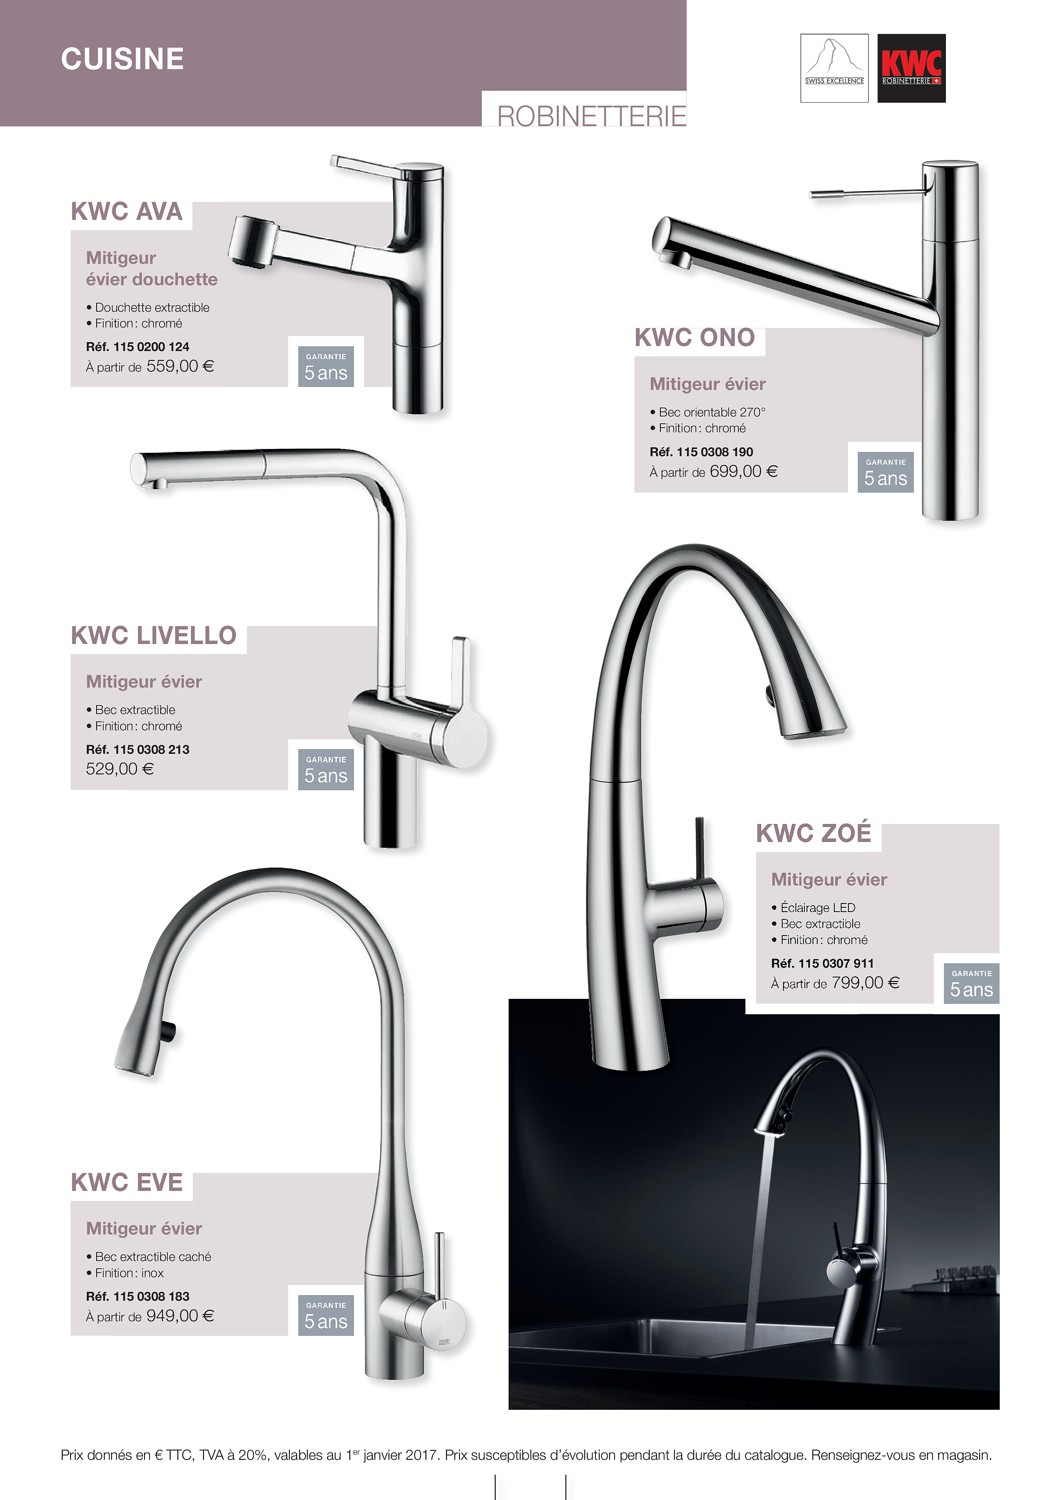 CUISINE
ROBINETTERIE
SWISS EXCELLENCE
KWC
ROBINETTERIE
KWC AVA
Mitigeur
évier douchette
• Douchette extractible
• Finition : chromé
Réf. 115 0200 124
À partir de 559,00 €
GARANTIE
5 ans
KWC ONO
Mitigeur évier
• Bec orientable 270°
• Finition : chromé
Réf. 115 0308 190
À partir de 699,00 €
GARANTIE
5 ans
KWC LIVELLO
Mitigeur évier
• Bec extractible
• Finition : chromé
Réf. 115 0308 213
529,00 €
GARANTIE
5 ans
KWC ZOÉ
Mitigeur évier
• Éclairage LED
• Bec extractible
• Finition : chromé
Réf. 115 0307 911
À partir de 799,00 €
GARANTIE
5 ans
KWC EVE
Mitigeur évier
• Bec extractible caché
• Finition : inox
Réf. 115 0308 183
À partir de 949,00 €
GARANTIE
5 ans
Prix donnés en € TTC, TVA à 20%, valables au 1er janvier 2017. Prix susceptibles d'évolution pendant la durée du catalogue. Renseignez-vous en magasin.